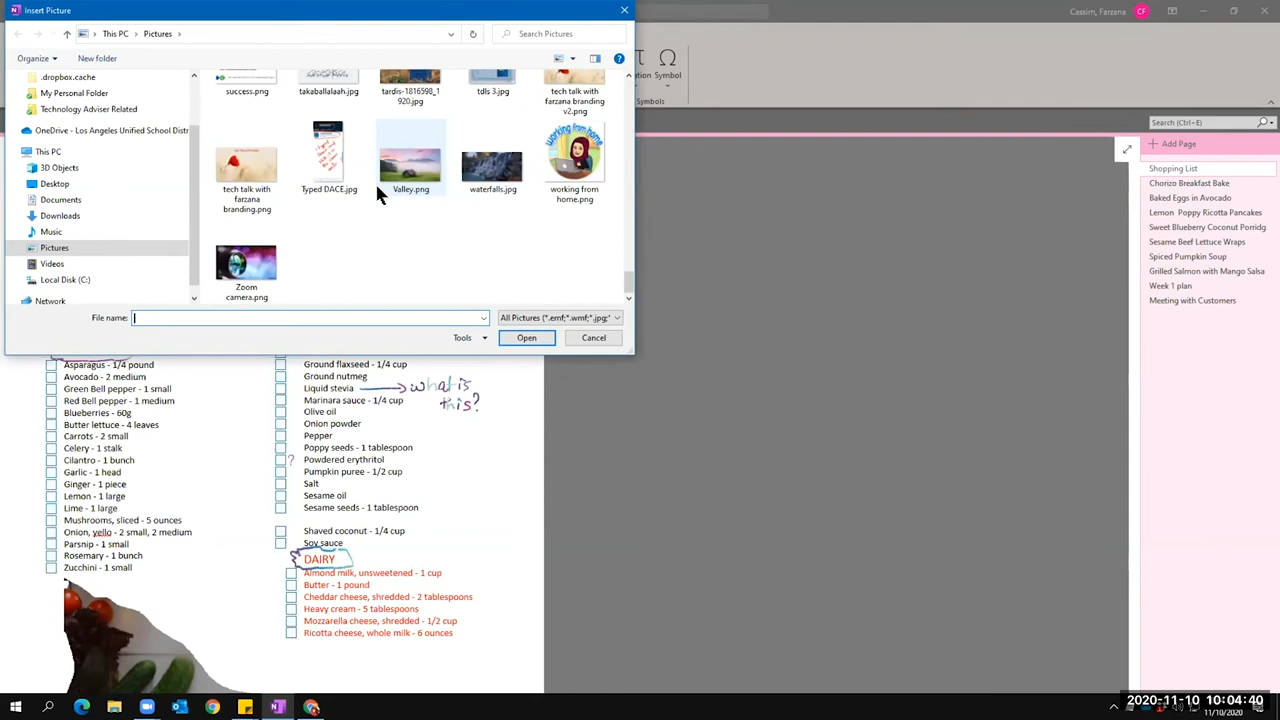 Insert Picture
Cassim, Farzana
CF
This PC
Pictures
Search Pictures
Organize
New folder
Symbol
Symbols
.dropbox.cache
My Personal Folder
Technology Adviser Related
OneDrive - Los Angeles Unified School Distr
This PC
3D Objects
Desktop
Documents
Downloads
Music
Pictures
Videos
Local Disk (C:)
Network
success.png
takaballalaah.jpg
tardis-1816598_1
920.jpg
tdls 3.jpg
tech talk with
farzana branding
v2.png
tech talk with
farzana
branding.png
Typed DACE.jpg
Valley.png
waterfalls.jpg
working from home
working from
home.png
Zoom
camera.png
File name:
All Pictures (*.emf;*.wmf;*.jpg;*
Tools
Open
Cancel
Search (Ctrl+E)
Add Page
Shopping List
Chorizo Breakfast Bake
Baked Eggs in Avocado
Lemon Poppy Ricotta Pancakes
Sweet Blueberry Coconut Porridg
Sesame Beef Lettuce Wraps
Spiced Pumpkin Soup
Grilled Salmon with Mango Salsa
Week 1 plan
Meeting with Customers
Asparagus - 1/4 pound
Avocado - 2 medium
Green Bell pepper - 1 small
Red Bell pepper - 1 medium
Blueberries - 60g
Butter lettuce - 4 leaves
Carrots - 2 small
Celery - 1 stalk
Cilantro - 1 bunch
Garlic - 1 head
Ginger - 1 piece
Lemon - 1 large
Lime - 1 large
Mushrooms, sliced - 5 ounces
Onion, yello - 2 small, 2 medium
Parsnip - 1 small
Rosemary - 1 bunch
Zucchini - 1 small
Ground flaxseed - 1/4 cup
Ground nutmeg
Liquid stevia
what is
this?
Marinara sauce - 1/4 cup
Olive oil
Onion powder
Pepper
Poppy seeds - 1 tablespoon
? Powdered erythritol
Pumpkin puree - 1/2 cup
Salt
Sesame oil
Sesame seeds - 1 tablespoon
Shaved coconut - 1/4 cup
Soy sauce
DAIRY
Almond milk, unsweetened - 1 cup
Butter - 1 pound
Cheddar cheese, shredded - 2 tablespoons
Heavy cream - 5 tablespoons
Mozzarella cheese, shredded - 1/2 cup
Ricotta cheese, whole milk - 6 ounces
2020-11-10 10:04:40
11/10/2020